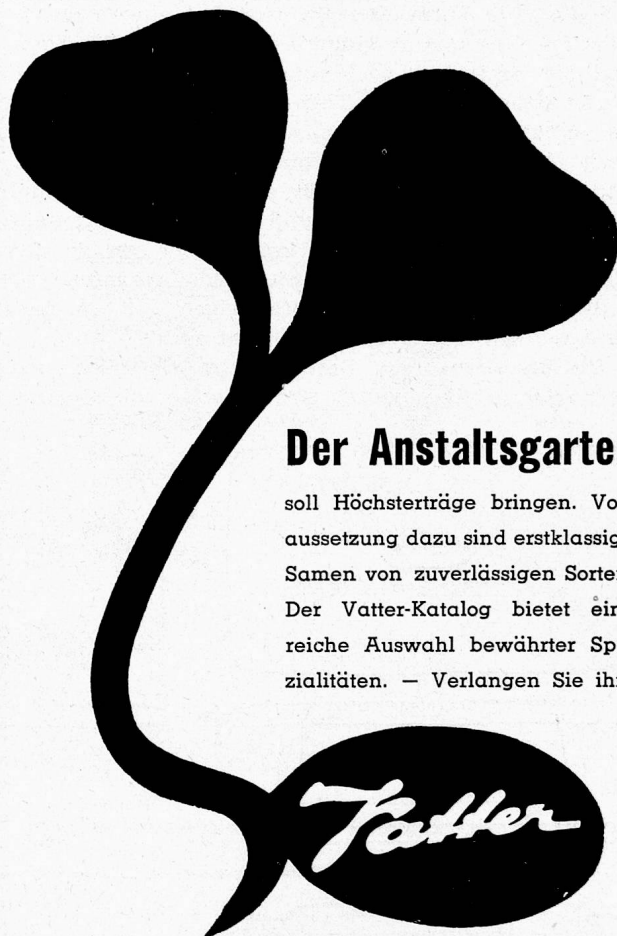 Der Anstaltsgarte
soll Höchsterträge bringen. Vo
aussetzung dazu sind erstklassig
Samen von zuverlässigen Sorte
Der Vatter-Katalog bietet ein
reiche Auswahl bewährter Sp
zialitäten. – Verlangen Sie ih
Vatter